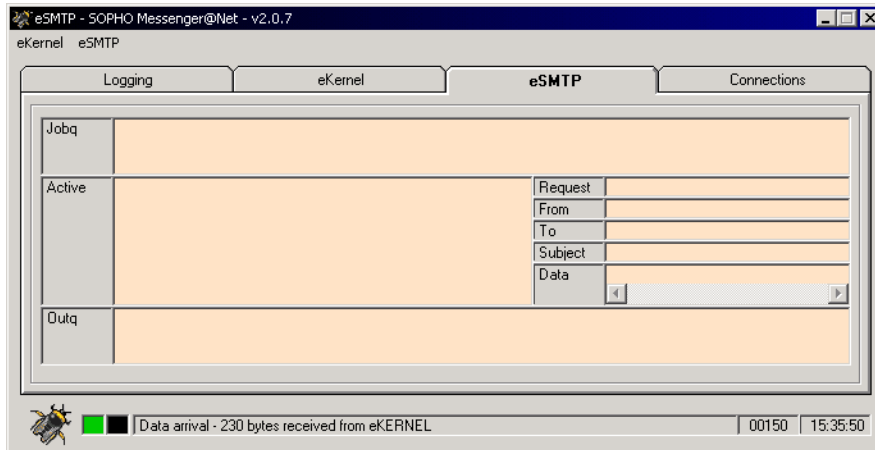 eSMTP - SOPHO Messenger@Net - v2.0.7
eKernel eSMTP
Logging eKernel eSMTP Connections
Jobq
Active Request
From
To
Subject
Data
Outq
Data arrival - 230 bytes received from eKERNEL 00150 15:35:50